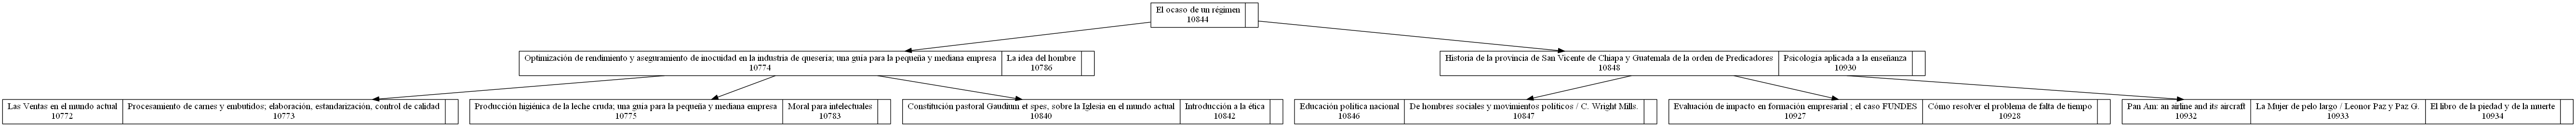 El ocaso de un régimen
10844
Optimización de rendimiento y aseguramiento de inocuidad en la industria de quesería; una guía para la pequeña y mediana empresa
10774
La idea del hombre
10786
Historia de la provincia de San Vicente de Chiapa y Guatemala de la orden de Predicadores
10848
Psicología aplicada a la enseñanza
10930
Las Ventas en el mundo actual
10772
Procesamiento de carnes y embutidos; elaboración, estandarización, control de calidad
10773
Producción higiénica de la leche cruda; una guía para la pequeña y mediana empresa
10775
Moral para intelectuales
10783
Constitución pastoral Gaudium et spes, sobre la Iglesia en el mundo actual
10840
Introducción a la ética
10842
Educación política nacional
10846
De hombres sociales y movimientos políticos / C. Wright Mills.
10847
Evaluación de impacto en formación empresarial ; el caso FUNDES
10927
Cómo resolver el problema de falta de tiempo
10928
Pan Am: an airline and its aircraft
10932
La Mujer de pelo largo / Leonor Paz y Paz G.
10933
El libro de la piedad y de la muerte
10934